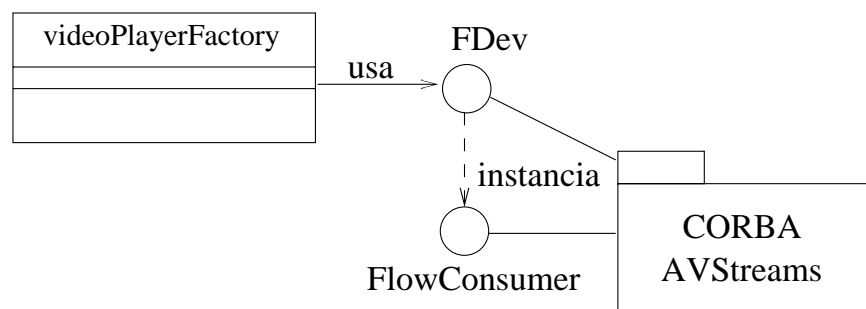 videoPlayerFactory
FDev
usa
instancia
CORBA
AVStreams
FlowConsumer